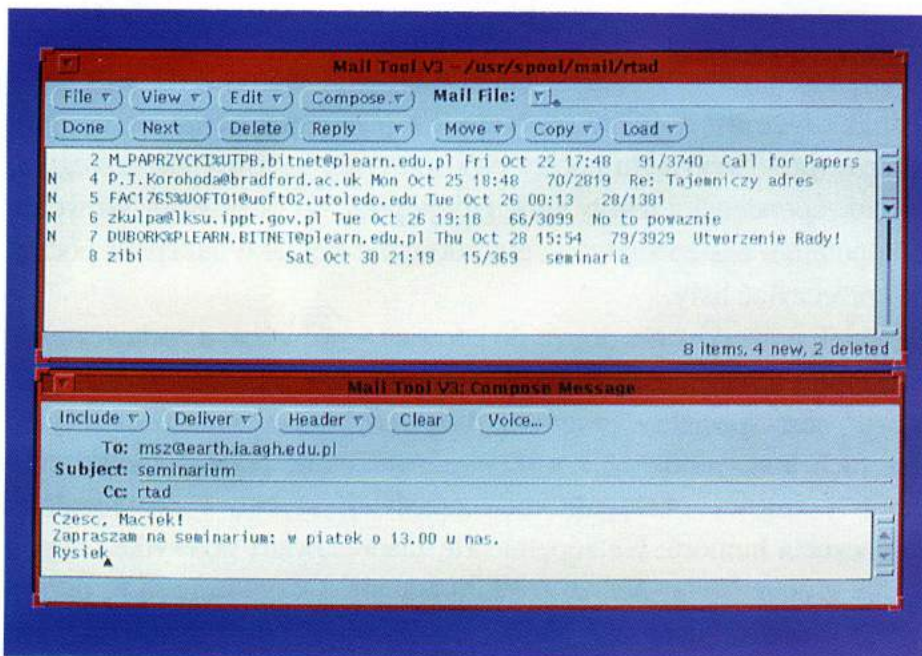 Mail Tool V3 - /usr/spool/mail/rtad
File View Edit Compose Mail File:
Done Next Delete Reply Move Copy Load
2 M_PAPRZYCKI%UTPB.bitnet@plearn.edu.pl Fri Oct 22 17:48 91/3740 Call for Papers
N 4 P.J.Korohoda@bradford.ac.uk Mon Oct 25 18:48 70/2819 Re: Tajemniczy adres
N 5 FAC1765%UOFT01@uoft02.utoledo.edu Tue Oct 26 00:13 28/1381
N 6 zkulpa@lksu.ippt.gov.pl Tue Oct 26 19:18 66/3099 No to powaznie
N 7 DUBORK%PLEARN.BITNET@plearn.edu.pl Thu Oct 28 15:54 79/3929 Utworzenie Rady!
8 zibi Sat Oct 30 21:19 15/369 seminaria
8 items, 4 new, 2 deleted
Mail Tool V3: Compose Message
Include Deliver Header Clear Voice...
To: msz@earth.ia.agh.edu.pl
Subject: seminarium
Cc: rtad
Czesc, Maciek!
Zapraszam na seminarium: w piatek o 13.00 u nas.
Rysiek